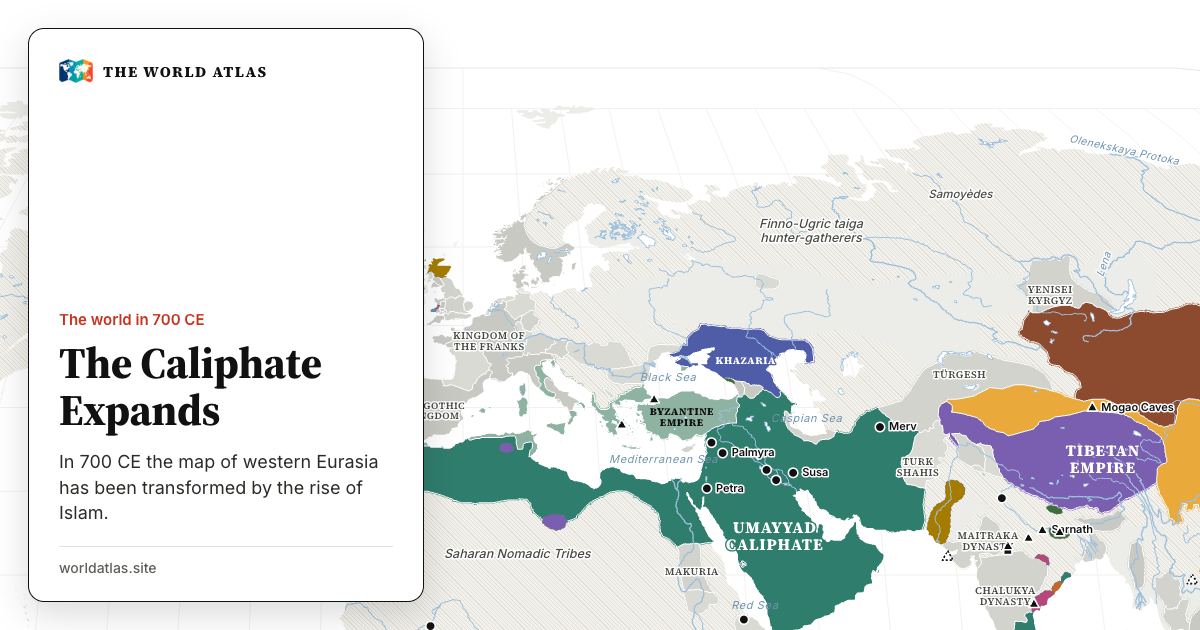 THE WORLD ATLAS
The world in 700 CE
The Caliphate
Expands
In 700 CE the map of western Eurasia
has been transformed by the rise of
Islam.
worldatlas.site
Olenekskaya Protoka
Samoyèdes
Finno-Ugric taiga
hunter-gatherers
Lena
YENISEI
KYRGYZ
KINGDOM OF
THE FRANKS
KHAZARIA
TÜRGESH
Black Sea
GOTHIC
GDOM
BYZANTINE
EMPIRE
Caspian Sea
Mogao Caves
Merv
Mediterranean Sea
Palmyra
TIBETAN
EMPIRE
Susa
TURK
SHAHIS
Petra
UMAYYAD
CALIPHATE
Sarnath
MAITRAKA
DYNASTY
Saharan Nomadic Tribes
MAKURIA
CHALUKYA
DYNASTY
Red Sea